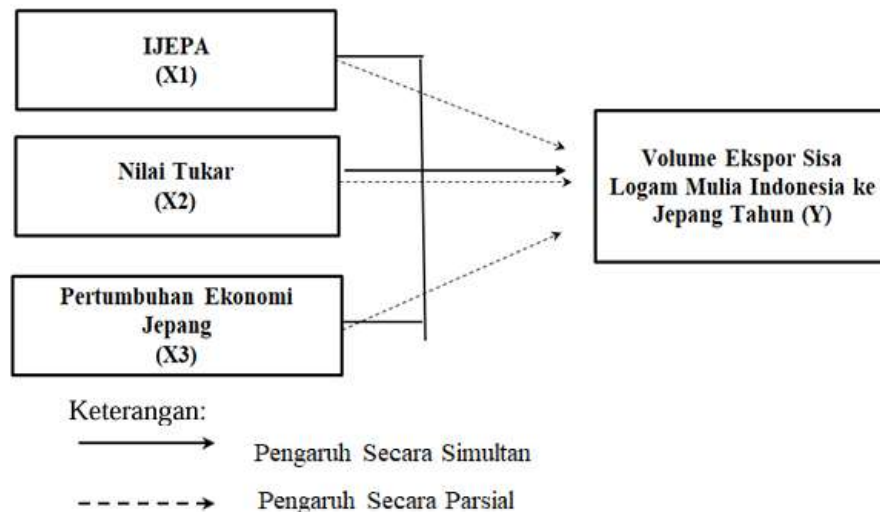 IJEPA
(X1)
Nilai Tukar
(X2)
Pertumbuhan Ekonomi
Jepang
(X3)
Volume Ekspor Sisa
Logam Mulia Indonesia ke
Jepang Tahun (Y)
Keterangan:
Pengaruh Secara Simultan
Pengaruh Secara Parsial